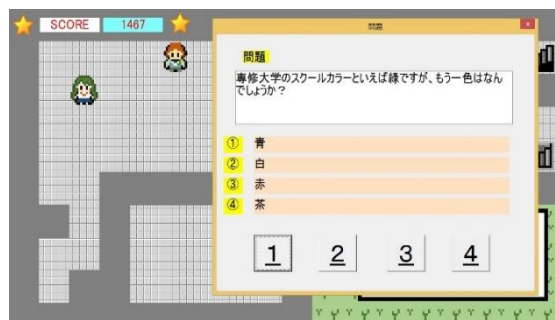 SCORE 1467
問題
問題
専修大学のスクールカラーといえば緑ですが、もう一色はなん
でしょうか？
① 青
② 白
③ 赤
④ 茶
1 2 3 4